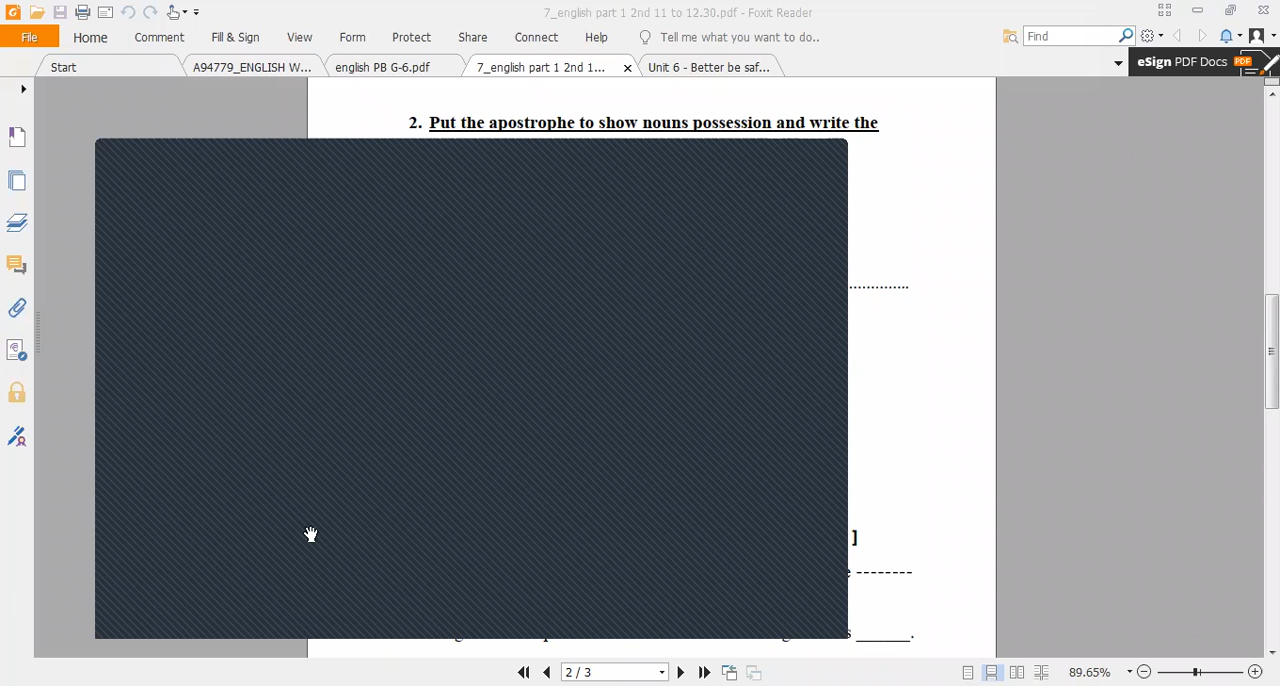 7_english part 1 2nd 11 to 12.30.pdf - Foxit Reader
File Home Comment Fill & Sign View Form Protect Share Connect Help Tell me what you want to do.. Find
Start A94779_ENGLISH W... english PB G-6.pdf 7_english part 1 2nd 1... Unit 6 - Better be saf... eSign PDF Docs PDF
2. Put the apostrophe to show nouns possession and write the
..............
]
e --------
s ______.
2 / 3 89.65%